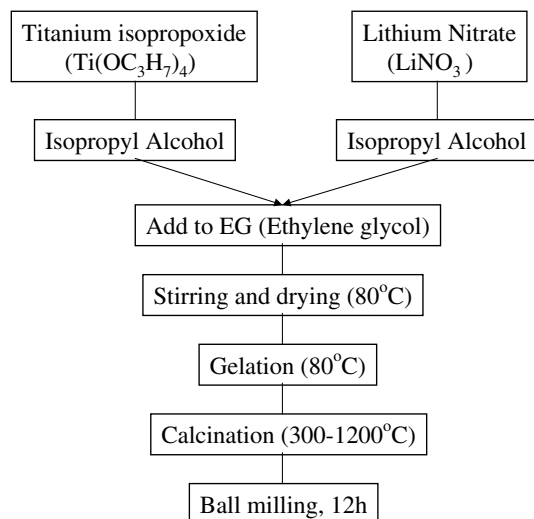 Titanium isopropoxide
(Ti(OC₃H₇)₄)
Lithium Nitrate
(LiNO₃ )
Isopropyl Alcohol
Isopropyl Alcohol
Add to EG (Ethylene glycol)
Stirring and drying (80°C)
Gelation (80°C)
Calcination (300-1200°C)
Ball milling, 12h